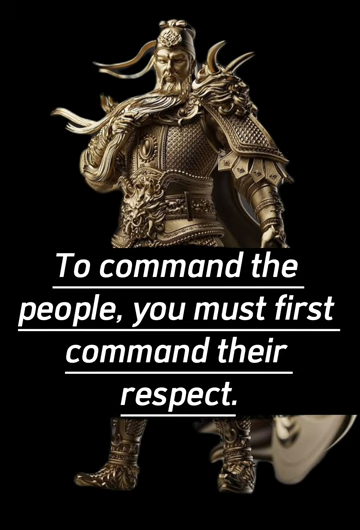 To command the
people, you must first
command their
respect.